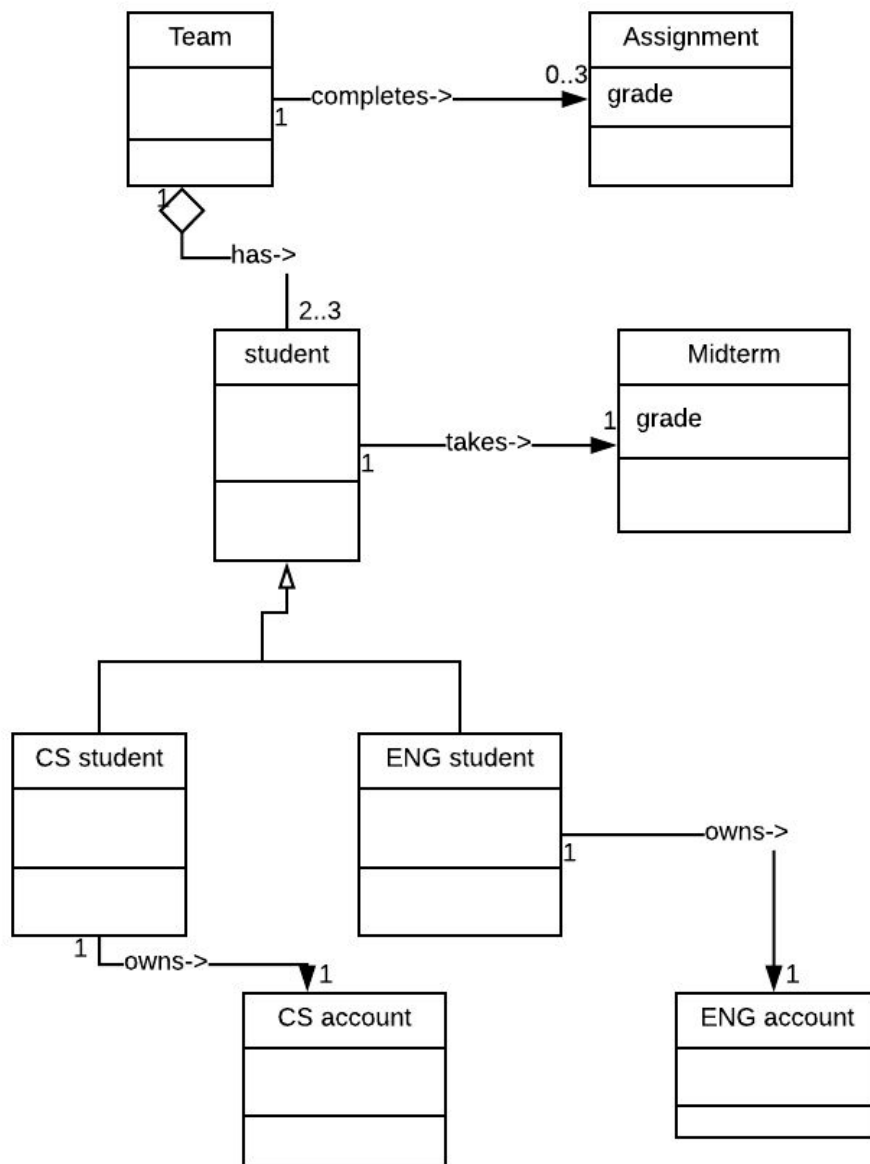 Team
Assignment
completes->
0..3
grade
1
1
has->
2..3
student
Midterm
takes->
1
grade
1
CS student
ENG student
owns->
1
1
owns->
1
1
CS account
ENG account